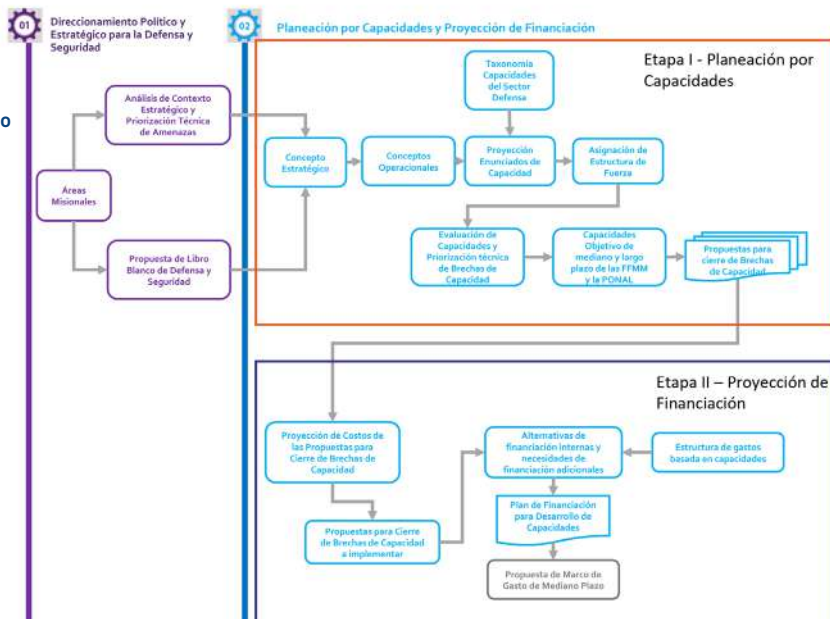 01
Direccionamiento Político y
Estratégico para la Defensa y
Seguridad
02
Planeación por Capacidades y Proyección de Financiación
o
Áreas
Misionales
Análisis de Contexto
Estratégico y
Priorización Técnica
de Amenazas
Propuesta de Libro
Blanco de Defensa y
Seguridad
Etapa I - Planeación por
Capacidades
Taxonomía
Capacidades
del Sector
Defensa
Concepto
Estratégico
Conceptos
Operacionales
Proyección
Enunciados de
Capacidad
Asignación de
Estructura de
Fuerza
Evaluación de
Capacidades y
Priorización técnica
de Brechas de
Capacidad
Capacidades
Objetivo de
mediano y largo
plazo de las FFMM
y la PONAL
Propuestas para
cierre de Brechas
de Capacidad
Etapa II – Proyección de
Financiación
Proyección de Costos de
las Propuestas para
Cierre de Brechas de
Capacidad
Propuestas para Cierre
de Brechas de Capacidad
a implementar
Alternativas de
financiación internas y
necesidades de
financiación adicionales
Estructura de gastos
basada en capacidades
Plan de Financiación
para Desarrollo de
Capacidades
Propuesta de Marco de
Gasto de Mediano Plazo